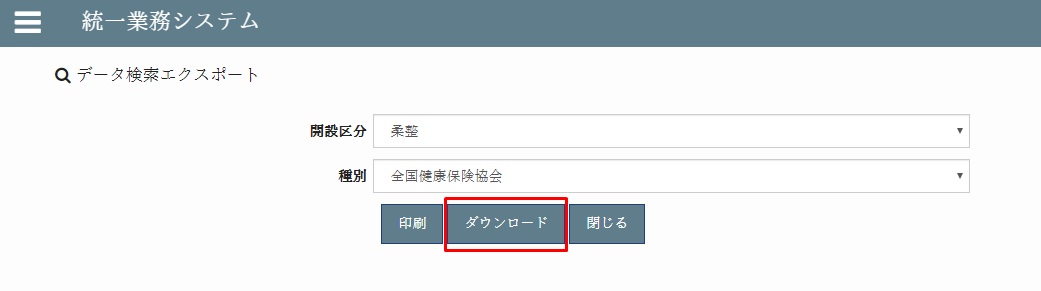 統一業務システム
データ検索エクスポート
開設区分 柔整
種別 全国健康保険協会
印刷 ダウンロード 閉じる